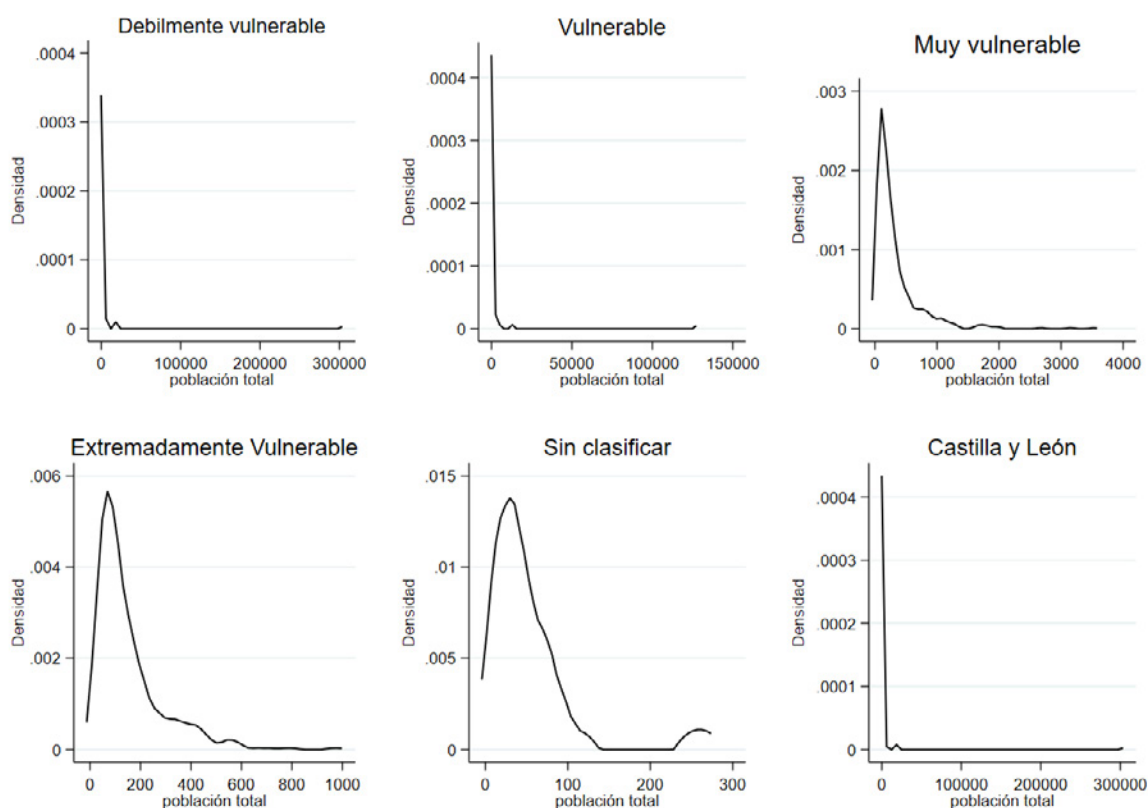 Debilmente vulnerable
.0004
.0003
.0002
.0001
0
Densidad
0 100000 200000 300000
población total
Vulnerable
.0004
.0003
.0002
.0001
0
Densidad
0 50000 100000 150000
población total
Muy vulnerable
.003
.002
.001
0
Densidad
0 1000 2000 3000 4000
población total
Extremadamente Vulnerable
.006
.004
.002
0
Densidad
0 200 400 600 800 1000
población total
Sin clasificar
.015
.01
.005
0
Densidad
0 100 200 300
población total
Castilla y León
.0004
.0003
.0002
.0001
0
Densidad
0 100000 200000 300000
población total